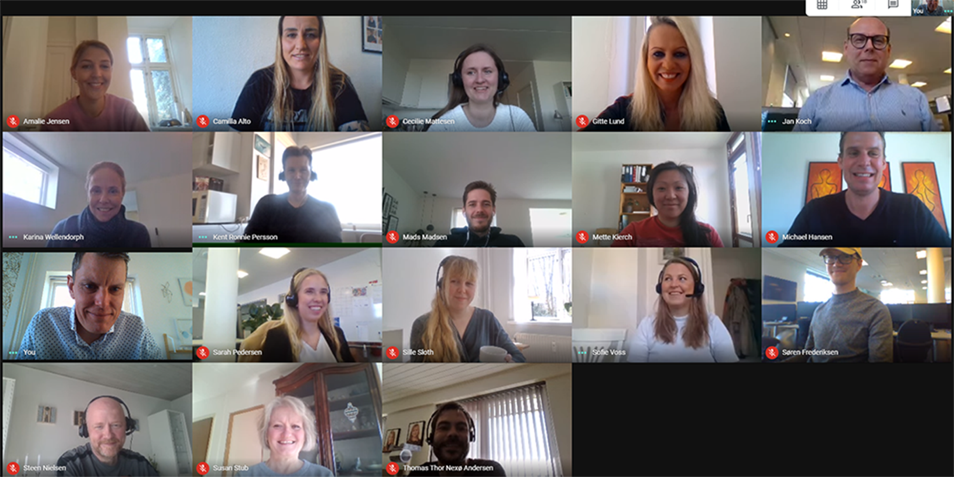 18
You
Amalie Jensen
Camilla Alto
Cecilie Mattesen
Gitte Lund
Jan Koch
Karina Wellendorph
Kent Ronnie Persson
Mads Madsen
Mette Kierch
Michael Hansen
You
Sarah Pedersen
Sille Sloth
Sofie Voss
Søren Frederiksen
Steen Nielsen
Susan Stub
Thomas Thor Nexø Andersen